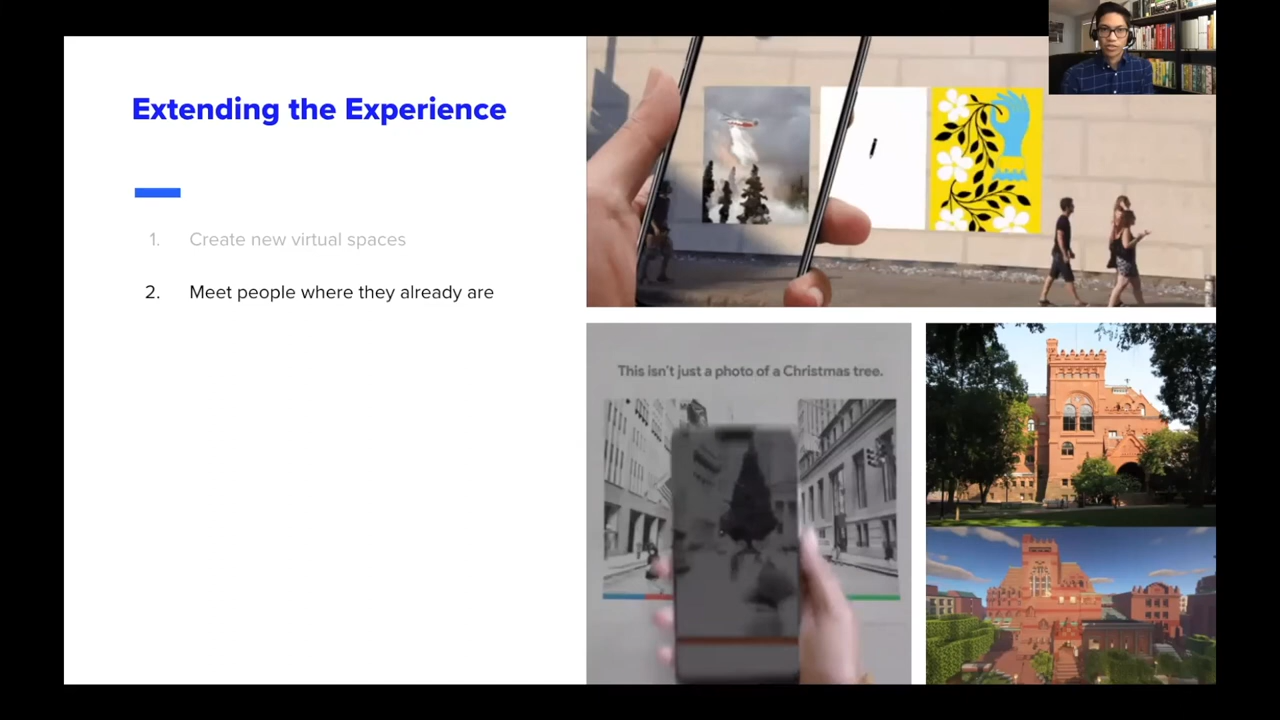 Extending the Experience
1. Create new virtual spaces
2. Meet people where they already are
This isn't just a photo of a Christmas tree.